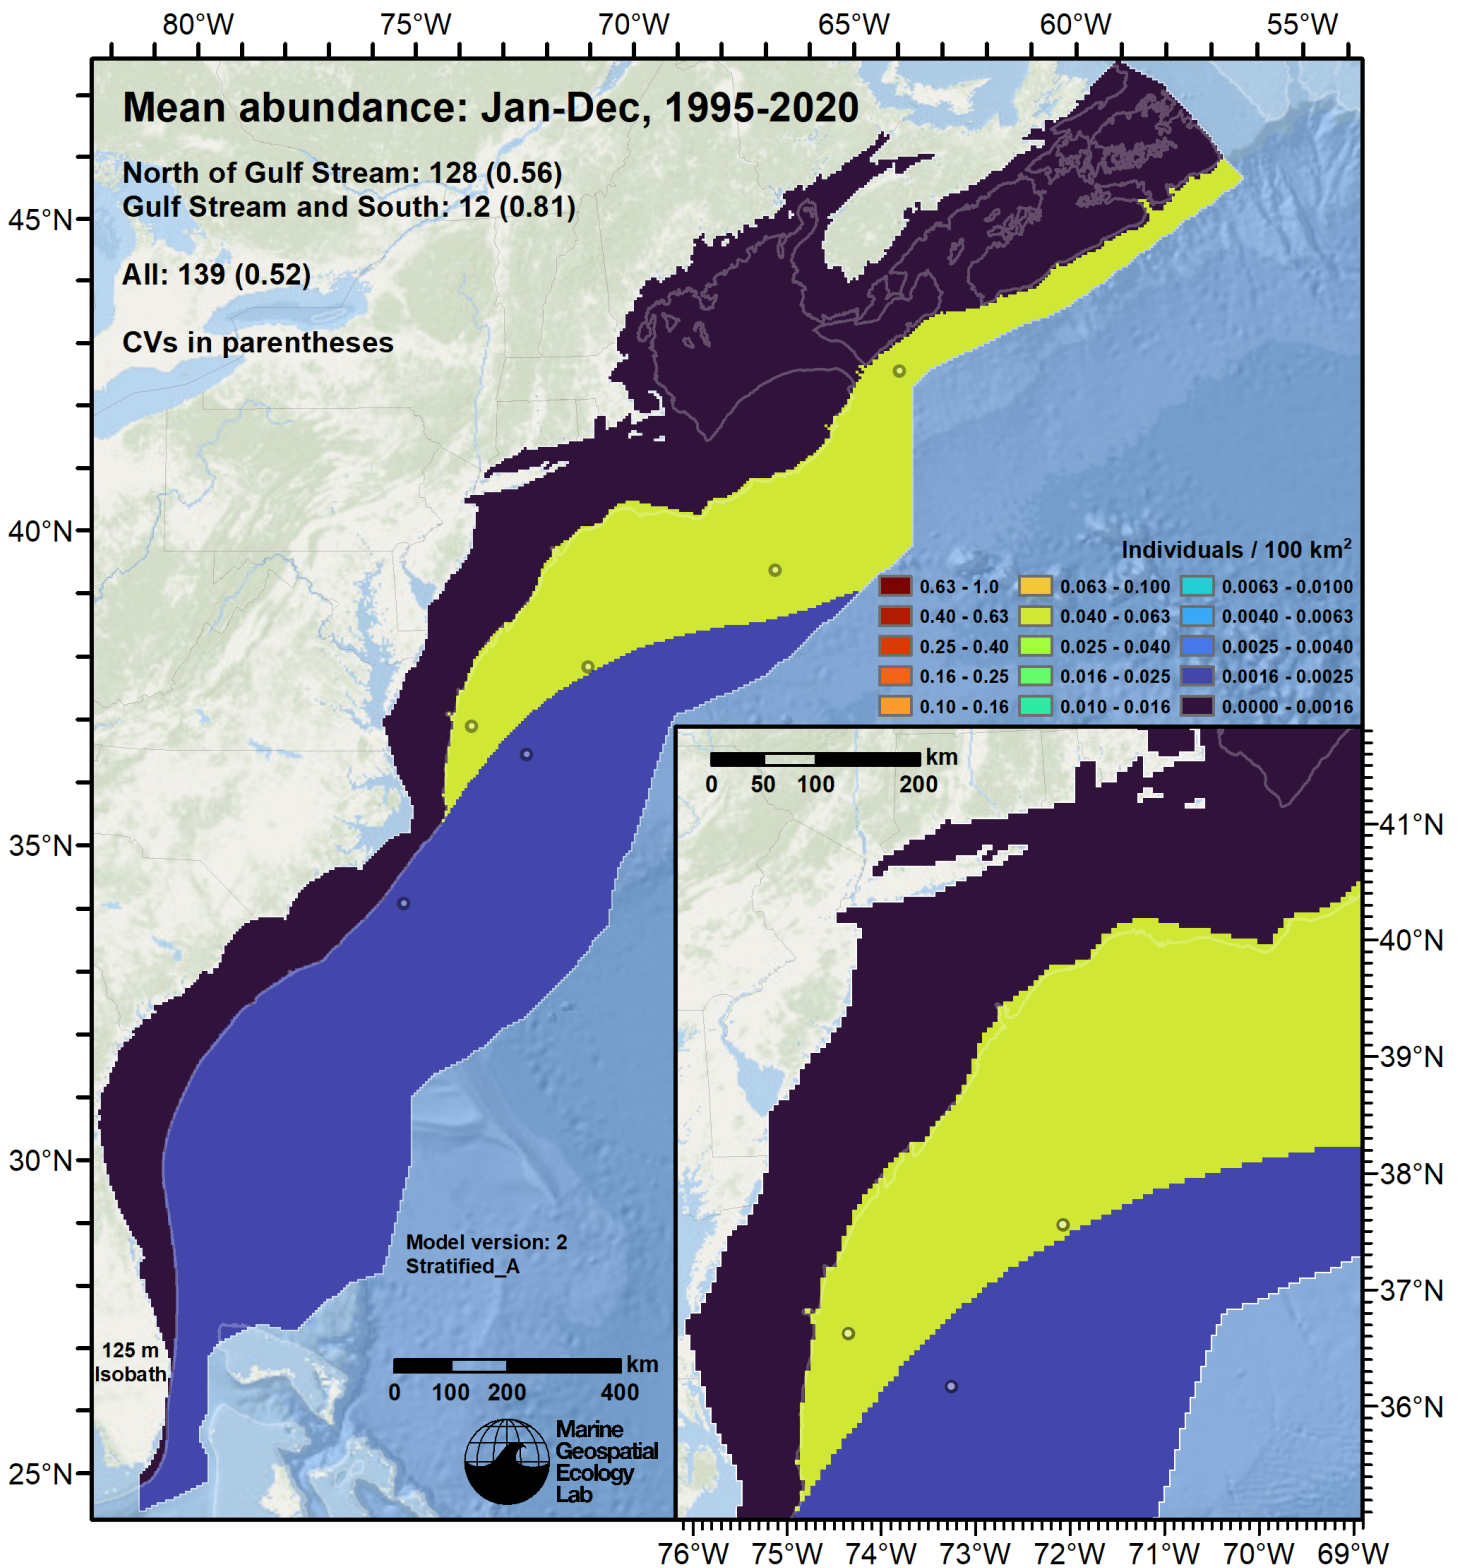 80°W 75°W 70°W 65°W 60°W 55°W
Mean abundance: Jan-Dec, 1995-2020
North of Gulf Stream: 128 (0.56)
Gulf Stream and South: 12 (0.81)
All: 139 (0.52)
CVs in parentheses
45°N
40°N
35°N
30°N
25°N
Individuals / 100 km²
0.63 - 1.0 0.063 - 0.100 0.0063 - 0.0100
0.40 - 0.63 0.040 - 0.063 0.0040 - 0.0063
0.25 - 0.40 0.025 - 0.040 0.0025 - 0.0040
0.16 - 0.25 0.016 - 0.025 0.0016 - 0.0025
0.10 - 0.16 0.010 - 0.016 0.0000 - 0.0016
km
0 50 100 200
41°N
40°N
39°N
38°N
37°N
36°N
Model version: 2
Stratified_A
125 m
Isobath
km
0 100 200 400
Marine
Geospatial
Ecology
Lab
76°W 75°W 74°W 73°W 72°W 71°W 70°W 69°W